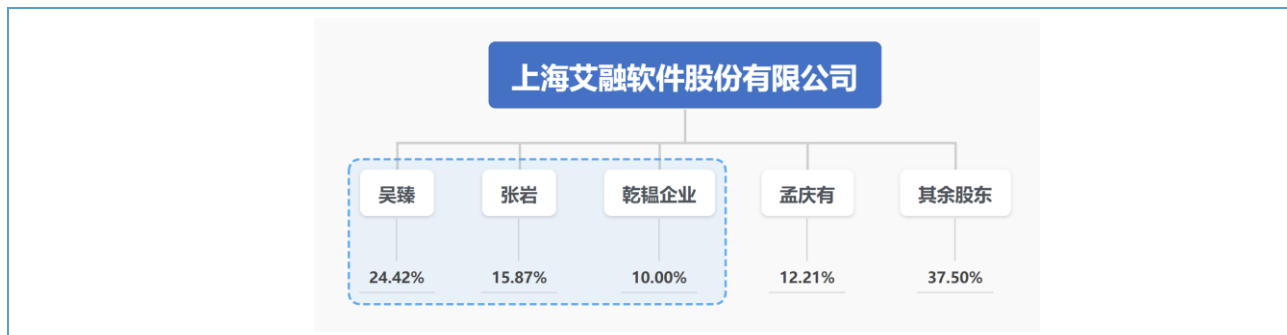 上海艾融软件股份有限公司
吴臻 张岩 乾韫企业 孟庆有 其余股东
24.42% 15.87% 10.00% 12.21% 37.50%